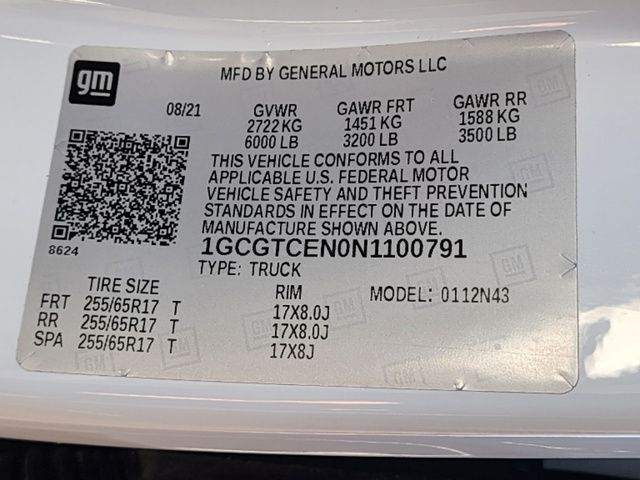 gm
MFD BY GENERAL MOTORS LLC
08/21 GVWR GAWR FRT GAWR RR
2722 KG 1451 KG 1588 KG
6000 LB 3200 LB 3500 LB
THIS VEHICLE CONFORMS TO ALL
APPLICABLE U.S. FEDERAL MOTOR
VEHICLE SAFETY AND THEFT PREVENTION
STANDARDS IN EFFECT ON THE DATE OF
MANUFACTURE SHOWN ABOVE.
8624
1GCGTCEN0N1100791
TYPE: TRUCK
TIRE SIZE RIM MODEL: 0112N43
FRT 255/65R17 T 17X8.0J
RR 255/65R17 T 17X8.0J
SPA 255/65R17 T 17X8J